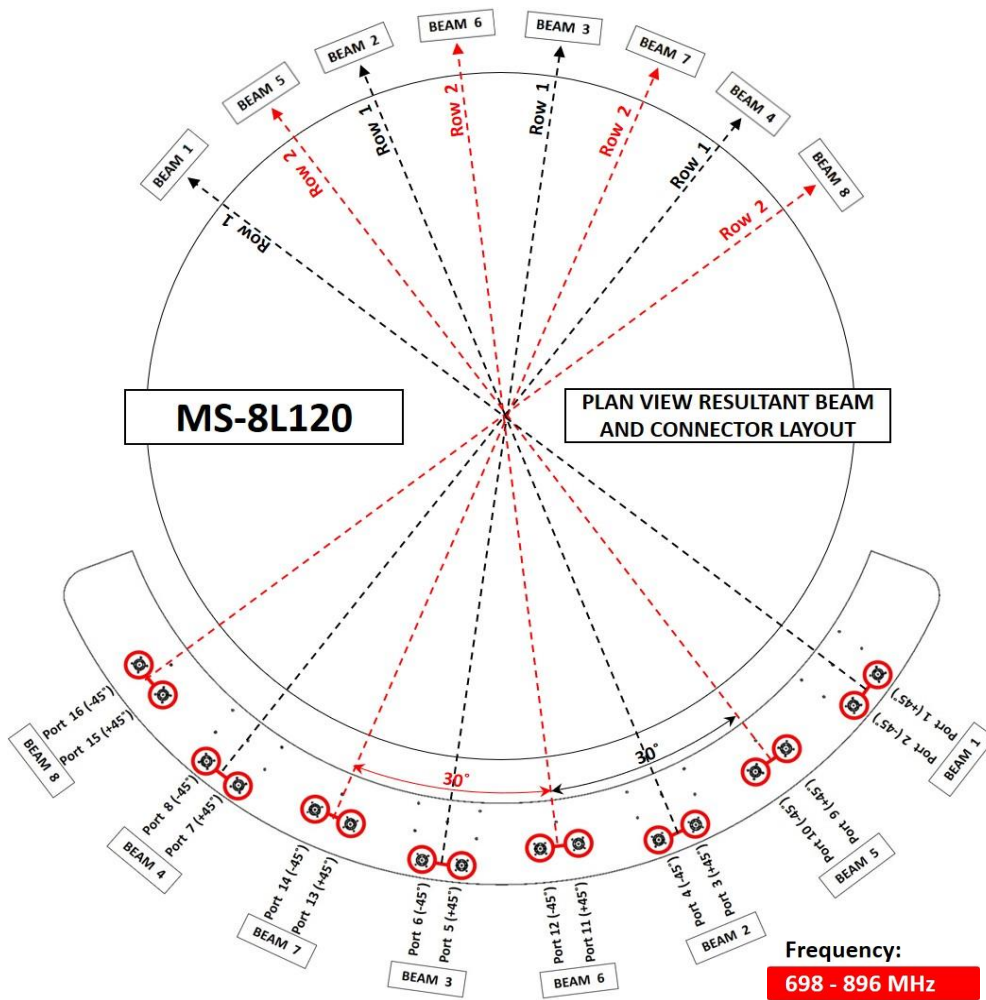 BEAM 1
BEAM 5
BEAM 2
BEAM 6
BEAM 3
BEAM 7
BEAM 4
BEAM 8
Row 1
Row 2
Row 1
Row 2
Row 1
Row 2
Row 1
Row 2
MS-8L120
PLAN VIEW RESULTANT BEAM
AND CONNECTOR LAYOUT
30°
30°
Port 16 (-45°)
Port 15 (+45°)
BEAM 8
Port 8 (-45°)
Port 7 (+45°)
BEAM 4
Port 14 (-45°)
Port 13 (+45°)
BEAM 7
Port 6 (-45°)
Port 5 (+45°)
BEAM 3
Port 12 (-45°)
Port 11 (+45°)
BEAM 6
Port 4 (-45°)
Port 3 (+45°)
BEAM 2
Port 10 (-45°)
Port 9 (+45°)
BEAM 5
Port 2 (-45°)
Port 1 (+45°)
BEAM 1
Frequency:
698 - 896 MHz